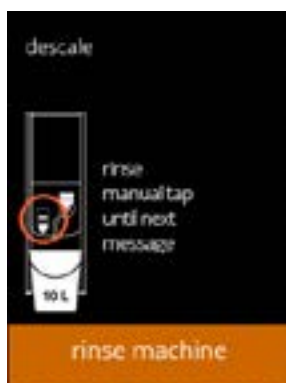 descale
rinse
manual tap
until next
message
10 L
rinse machine